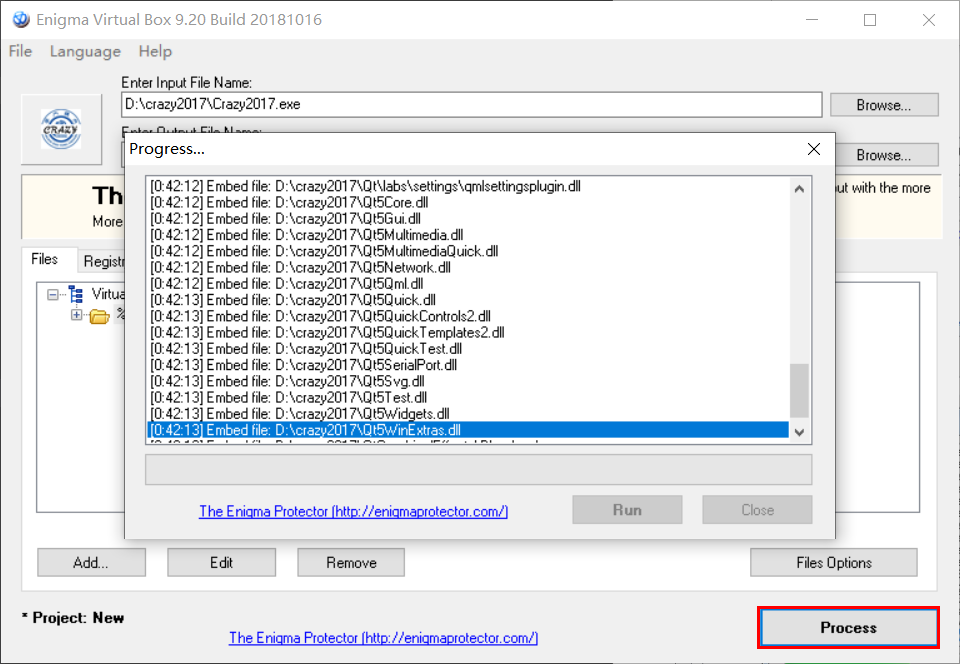 Enigma Virtual Box 9.20 Build 20181016
File Language Help
Enter Input File Name:
D:\crazy2017\Crazy2017.exe
Browse...
CRAZY
Enter Output File Name:
Browse...
Progress...
Th
More
out with the more
Files
Registr
Virtua
%
[0:42:12] Embed file: D:\crazy2017\Qt\labs\settings\qmlsettingsplugin.dll
[0:42:12] Embed file: D:\crazy2017\Qt5Core.dll
[0:42:12] Embed file: D:\crazy2017\Qt5Gui.dll
[0:42:12] Embed file: D:\crazy2017\Qt5Multimedia.dll
[0:42:12] Embed file: D:\crazy2017\Qt5MultimediaQuick.dll
[0:42:12] Embed file: D:\crazy2017\Qt5Network.dll
[0:42:12] Embed file: D:\crazy2017\Qt5Qml.dll
[0:42:13] Embed file: D:\crazy2017\Qt5Quick.dll
[0:42:13] Embed file: D:\crazy2017\Qt5QuickControls2.dll
[0:42:13] Embed file: D:\crazy2017\Qt5QuickTemplates2.dll
[0:42:13] Embed file: D:\crazy2017\Qt5QuickTest.dll
[0:42:13] Embed file: D:\crazy2017\Qt5SerialPort.dll
[0:42:13] Embed file: D:\crazy2017\Qt5Svg.dll
[0:42:13] Embed file: D:\crazy2017\Qt5Test.dll
[0:42:13] Embed file: D:\crazy2017\Qt5Widgets.dll
[0:42:13] Embed file: D:\crazy2017\Qt5WinExtras.dll
The Enigma Protector (http://enigmaprotector.com/)
Run
Close
Add...
Edit
Remove
Files Options
* Project: New
The Enigma Protector (http://enigmaprotector.com/)
Process